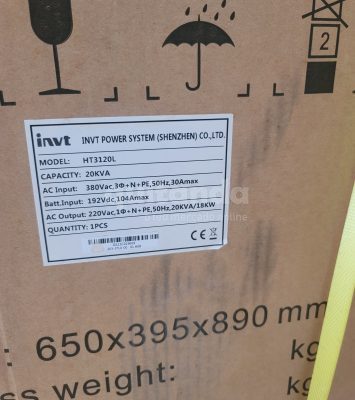 2
invt INVT POWER SYSTEM (SHENZHEN) CO.,LTD.
MODEL: HT3120L
CAPACITY: 20KVA
AC Input: 380Vac,3Φ+N+PE,50Hz,30Amax
Batt.Input: 192Vdc,104Amax
AC Output: 220Vac,1Φ+N+PE,50Hz,20KVA/18KW
QUANTITY: 1PCS
CE
: 650x395x890 mm
kg
ss weight: kg